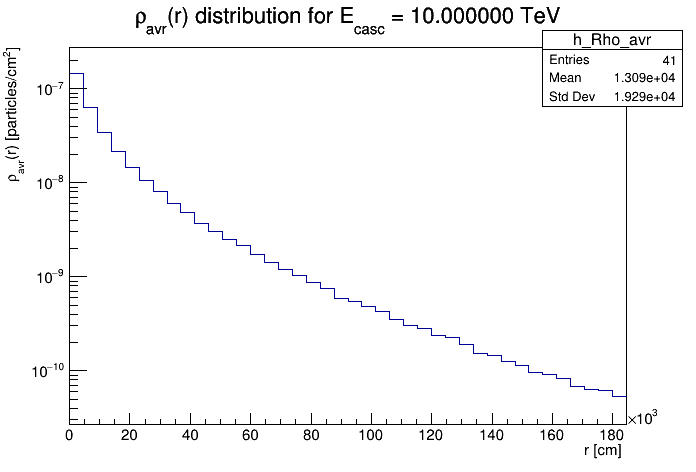 ρavr(r) distribution for Ecasc = 10.000000 TeV
h_Rho_avr
Entries 41
Mean 1.309e+04
Std Dev 1.929e+04
ρavr(r) [particles/cm²]
10⁻⁷
10⁻⁸
10⁻⁹
10⁻¹⁰
0 20 40 60 80 100 120 140 160 180
×10³
r [cm]